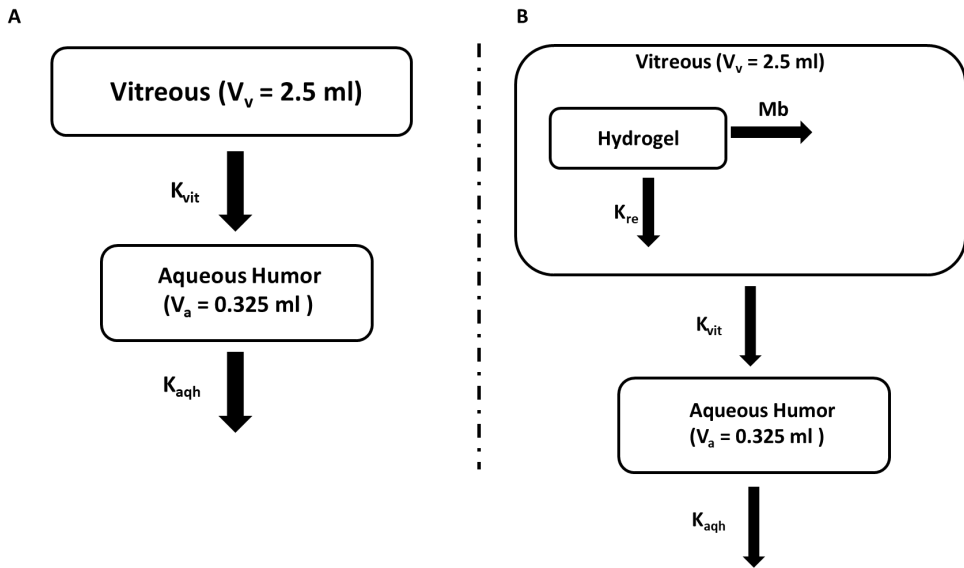 A
Vitreous (Vv = 2.5 ml)
Kvit
Aqueous Humor
(Va = 0.325 ml )
Kaqh
B
Vitreous (Vv = 2.5 ml)
Hydrogel
Mb
Kre
Kvit
Aqueous Humor
(Va = 0.325 ml )
Kaqh